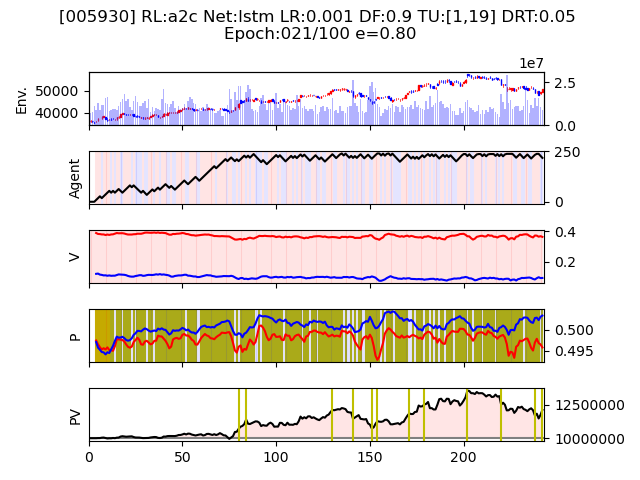 [005930] RL:a2c Net:lstm LR:0.001 DF:0.9 TU:[1,19] DRT:0.05
Epoch:021/100 e=0.80
1e7
Env.
50000
40000
2.5
0.0
Agent
250
0
V
0.4
0.2
P
0.500
0.495
PV
12500000
10000000
0 50 100 150 200